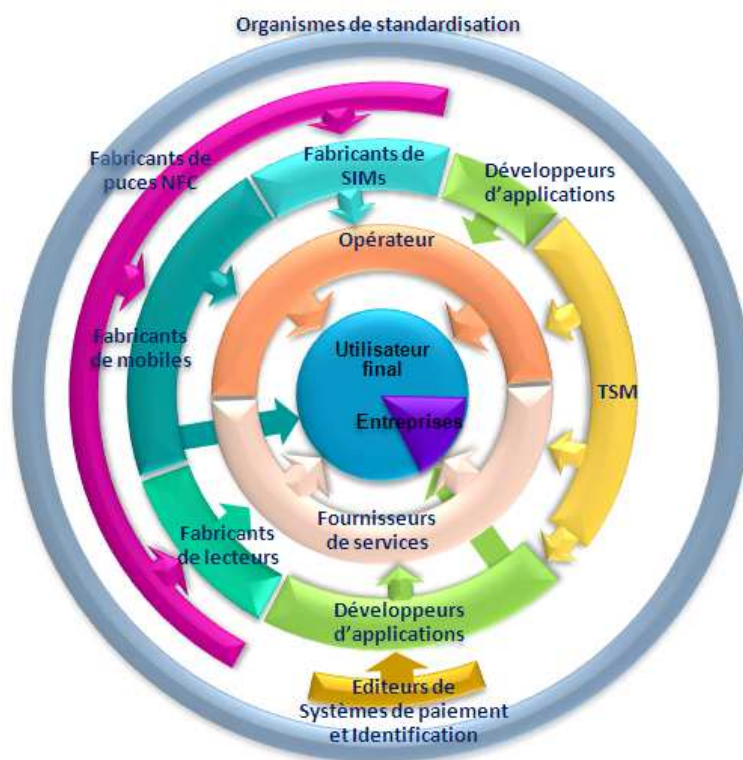 Organismes de standardisation
Fabricants de
puces NFC
Fabricants de
SIMs
Développeurs
d'applications
Opérateur
Fabricants
de mobiles
Utilisateur
final
TSM
Entreprises
Fournisseurs
de services
Fabricants
de lecteurs
Développeurs
d'applications
Editeurs de
Systèmes de paiement
et Identification